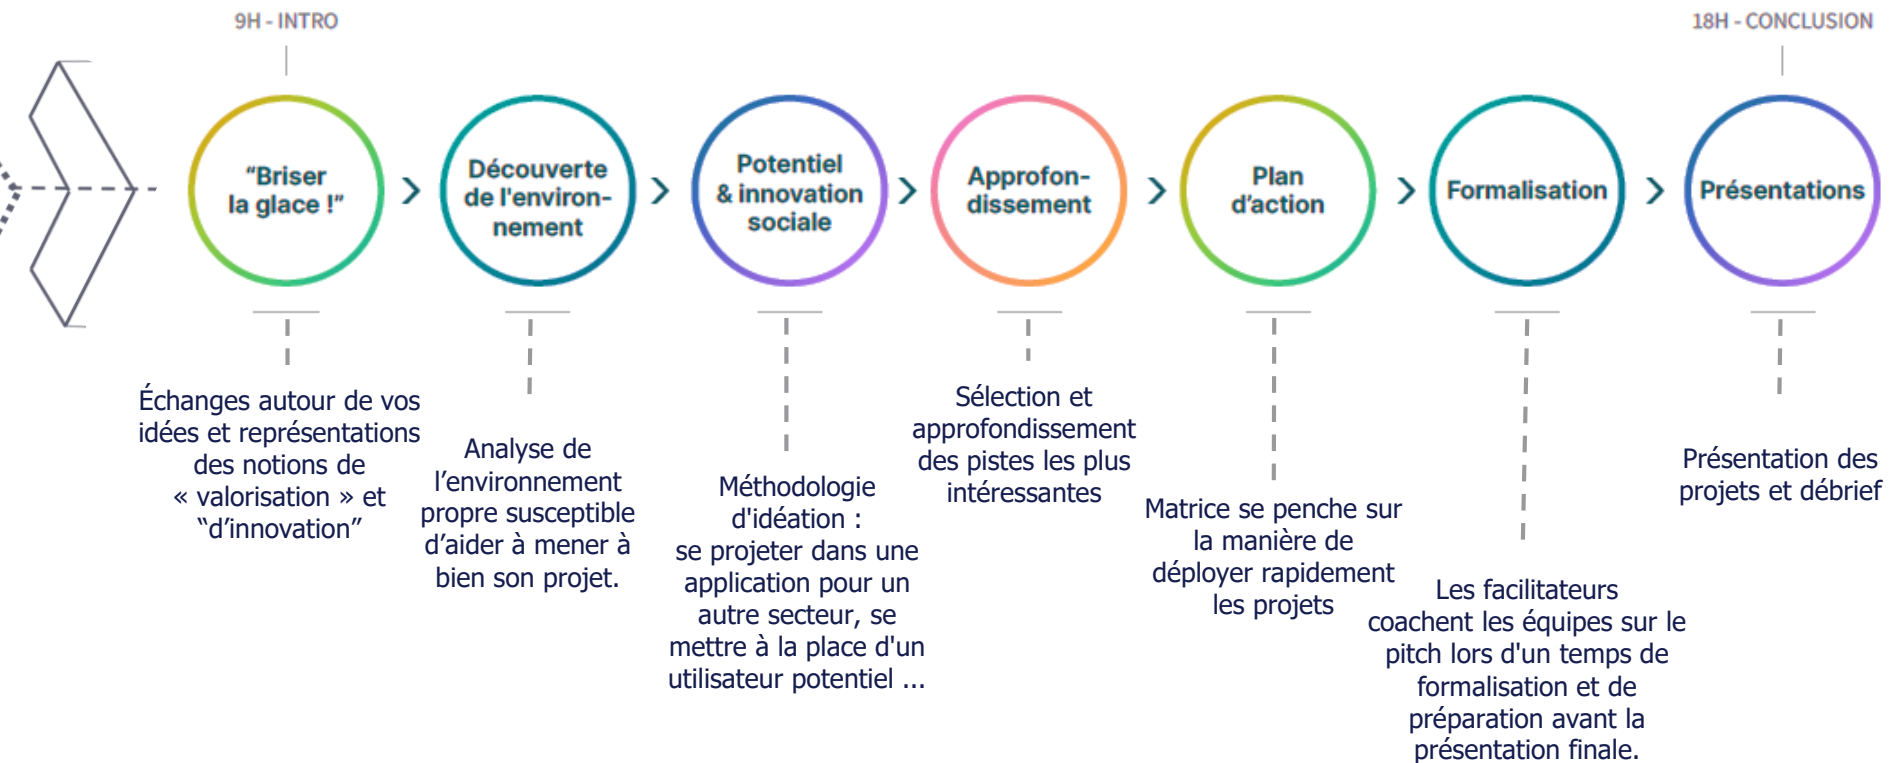 9H - INTRO
18H - CONCLUSION
“Briser
la glace !”
Découverte
de l'environ-
nement
Potentiel
& innovation
sociale
Approfon-
dissement
Plan
d’action
Formalisation
Présentations
Échanges autour de vos
idées et représentations
des notions de
« valorisation » et
“d’innovation”
Analyse de
l’environnement
propre susceptible
d’aider à mener à
bien son projet.
Méthodologie
d'idéation :
se projeter dans une
application pour un
autre secteur, se
mettre à la place d'un
utilisateur potentiel ...
Sélection et
approfondissement
des pistes les plus
intéressantes
Matrice se penche sur
la manière de
déployer rapidement
les projets
Les facilitateurs
coachent les équipes sur le
pitch lors d'un temps de
formalisation et de
préparation avant la
présentation finale.
Présentation des
projets et débrief